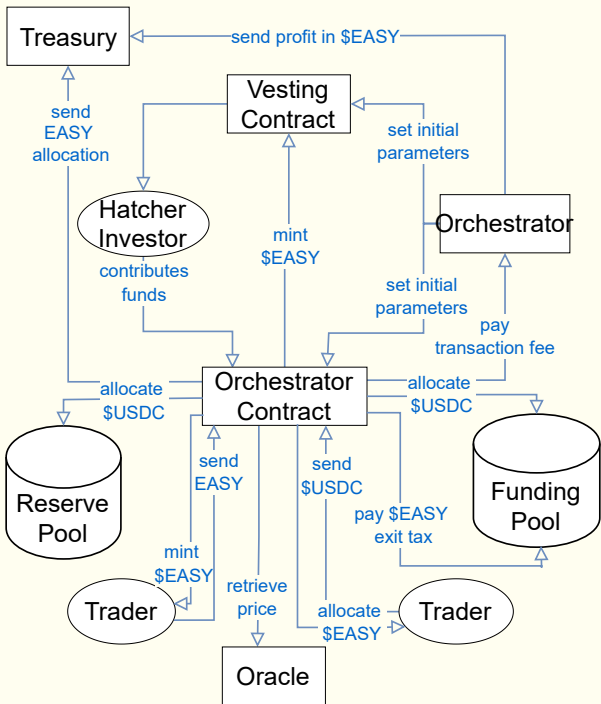 Treasury
send profit in $EASY
send
EASY
allocation
Vesting
Contract
set initial
parameters
Hatcher
Investor
mint
$EASY
Orchestrator
contributes
funds
set initial
parameters
pay
transaction fee
allocate
$USDC
Orchestrator
Contract
allocate
$USDC
Reserve
Pool
send
EASY
send
$USDC
Funding
Pool
pay $EASY
exit tax
mint
$EASY
retrieve
price
Trader
allocate
$EASY
Trader
Oracle